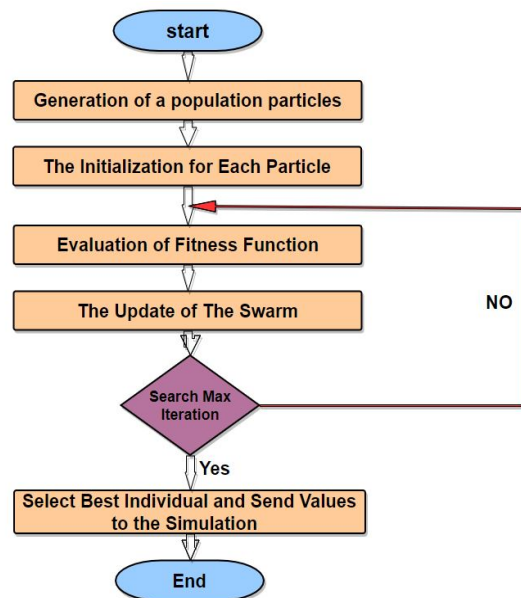 start
Generation of a population particles
The Initialization for Each Particle
Evaluation of Fitness Function
The Update of The Swarm
NO
Search Max
Iteration
Yes
Select Best Individual and Send Values
to the Simulation
End